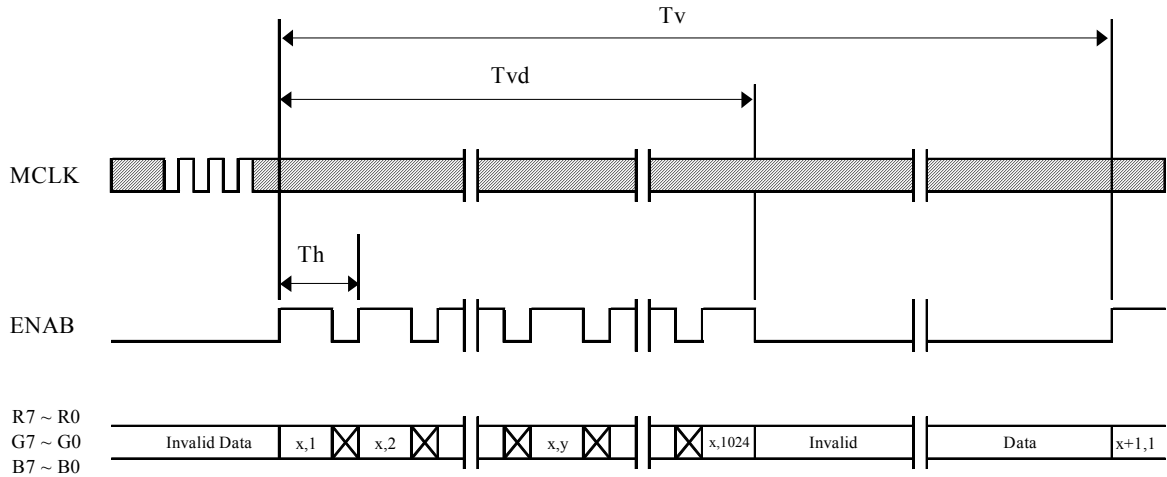 Tv
Tvd
MCLK
Th
ENAB
R7 ~ R0
G7 ~ G0
B7 ~ B0
Invalid Data x,1 x,2 x,y x,1024 Invalid Data x+1,1